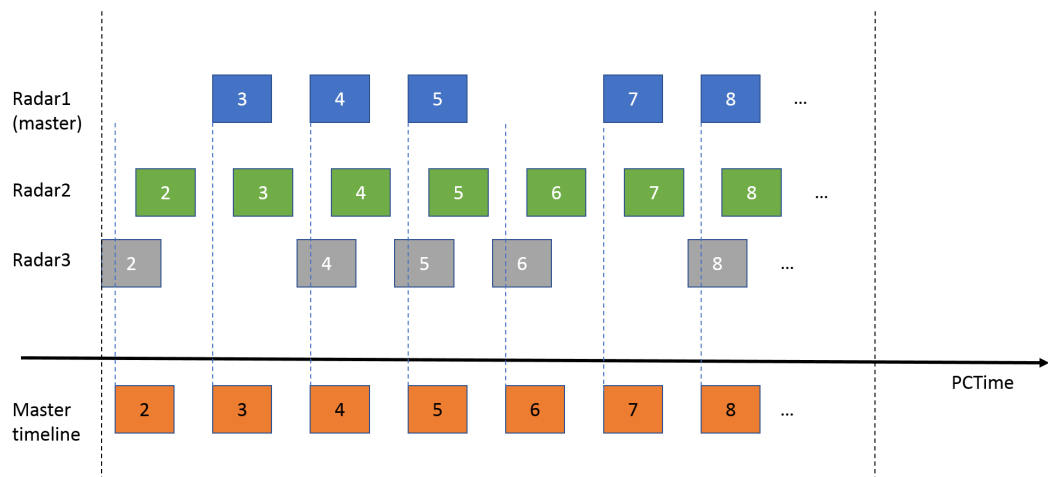 Radar1
(master)
3 4 5 7 8 ...
Radar2
2 3 4 5 6 7 8 ...
Radar3
2 4 5 6 8 ...
PCTime
Master
timeline
2 3 4 5 6 7 8 ...